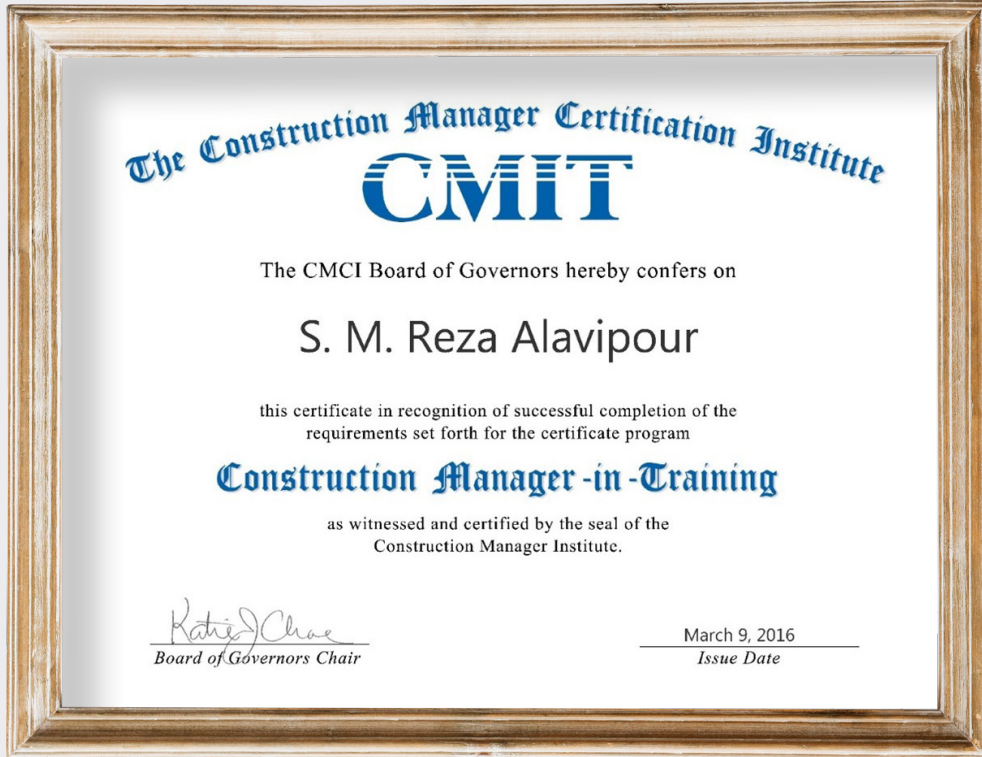 The Construction Manager Certification Institute
CMIT
The CMCI Board of Governors hereby confers on
S. M. Reza Alavipour
this certificate in recognition of successful completion of the
requirements set forth for the certificate program
Construction Manager-in-Training
as witnessed and certified by the seal of the
Construction Manager Institute.
Katie J Chae
March 9, 2016
Board of Governors Chair
Issue Date